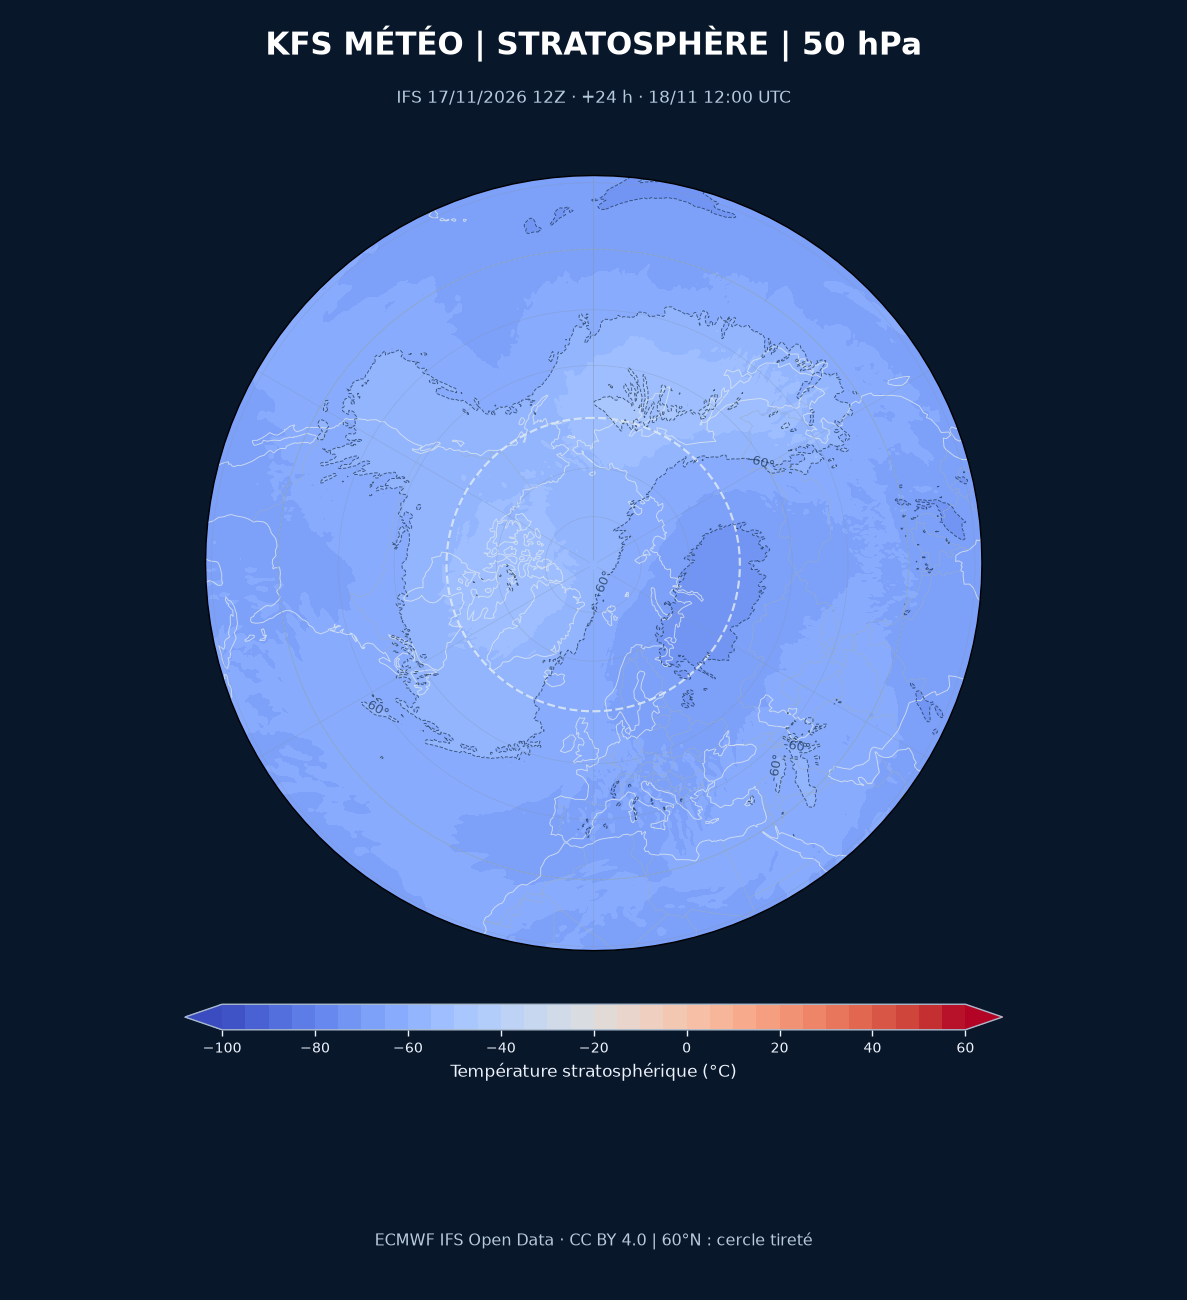 KFS MÉTÉO | STRATOSPHÈRE | 50 hPa
IFS 17/11/2026 12Z · +24 h · 18/11 12:00 UTC
-60°
-60°
-60°
-60°
-60°
−100 −80 −60 −40 −20 0 20 40 60
Température stratosphérique (°C)
ECMWF IFS Open Data · CC BY 4.0 | 60°N : cercle tireté